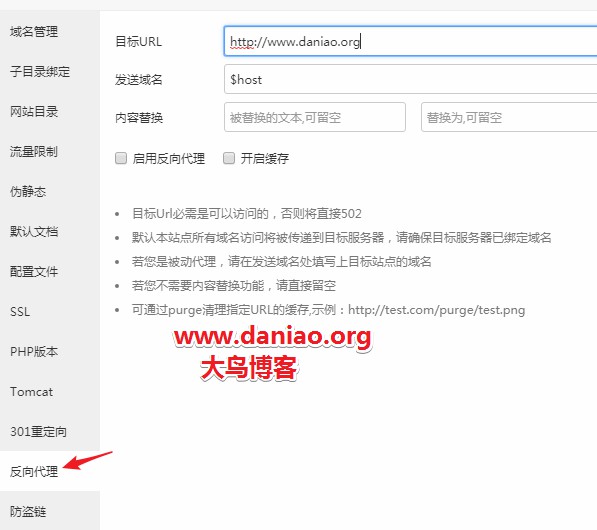 域名管理
子目录绑定
网站目录
流量限制
伪静态
默认文档
配置文件
SSL
PHP版本
Tomcat
301重定向
反向代理
防盗链
目标URL
http://www.daniao.org
发送域名
$host
内容替换
被替换的文本,可留空
替换为,可留空
启用反向代理
开启缓存
目标Url必需是可以访问的，否则将直接502
默认本站点所有域名访问将被传递到目标服务器，请确保目标服务器已绑定域名
若您是被动代理，请在发送域名处填写上目标站点的域名
若您不需要内容替换功能，请直接留空
可通过purge清理指定URL的缓存,示例：http://test.com/purge/test.png
www.daniao.org
大鸟博客